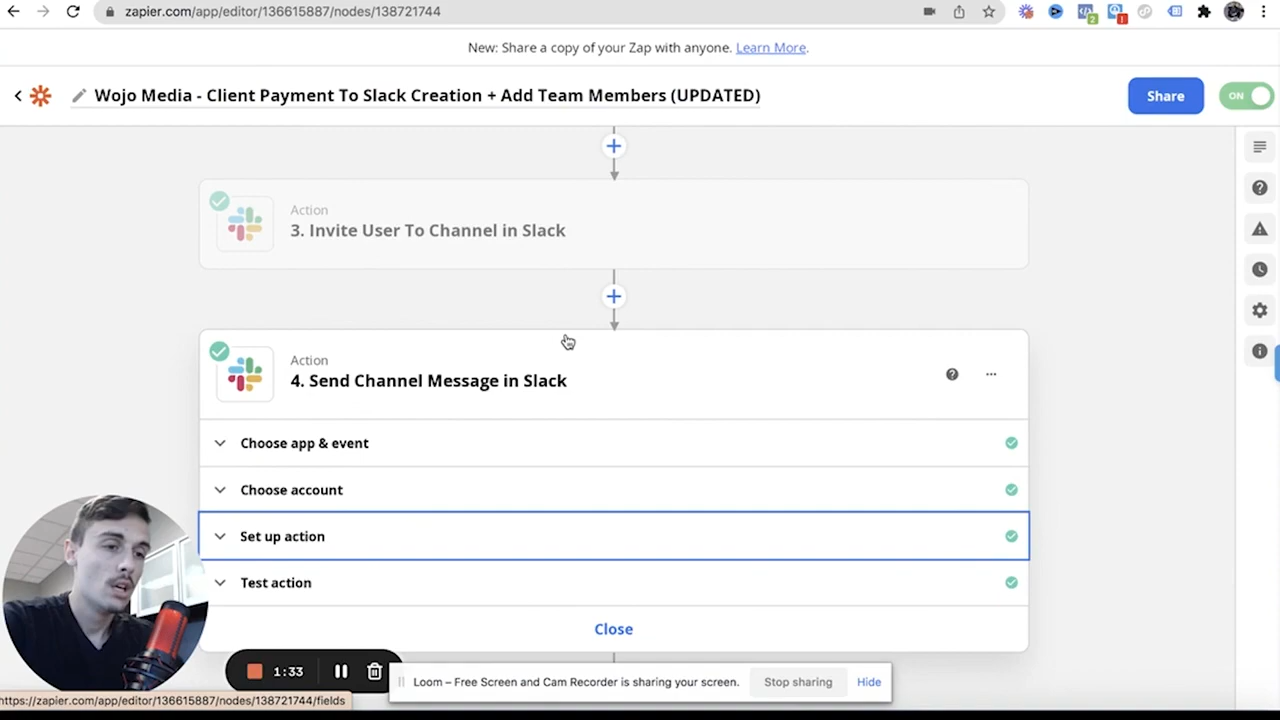 zapier.com/app/editor/136615887/nodes/138721744
2
!
New: Share a copy of your Zap with anyone. Learn More.
Wojo Media - Client Payment To Slack Creation + Add Team Members (UPDATED)
Share
ON
Action
3. Invite User To Channel in Slack
Action
4. Send Channel Message in Slack
Choose app & event
Choose account
Set up action
Test action
Close
1:33
Loom – Free Screen and Cam Recorder is sharing your screen.
Stop sharing
Hide
https://zapier.com/app/editor/136615887/nodes/138721744/fields